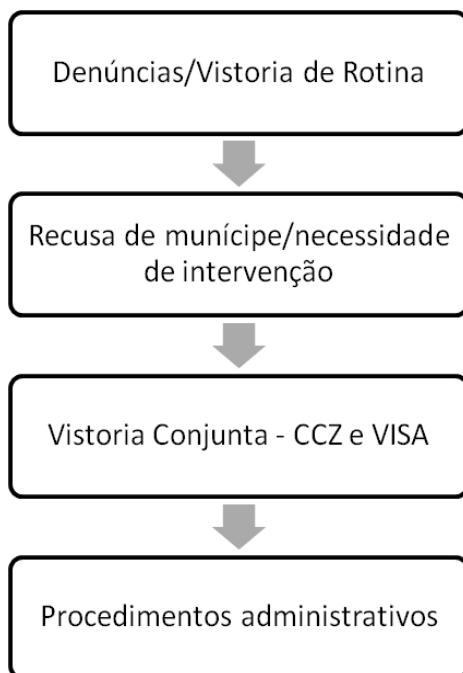 Denúncias/Vistoria de Rotina
Recusa de munícipe/necessidade
de intervenção
Vistoria Conjunta - CCZ e VISA
Procedimentos administrativos